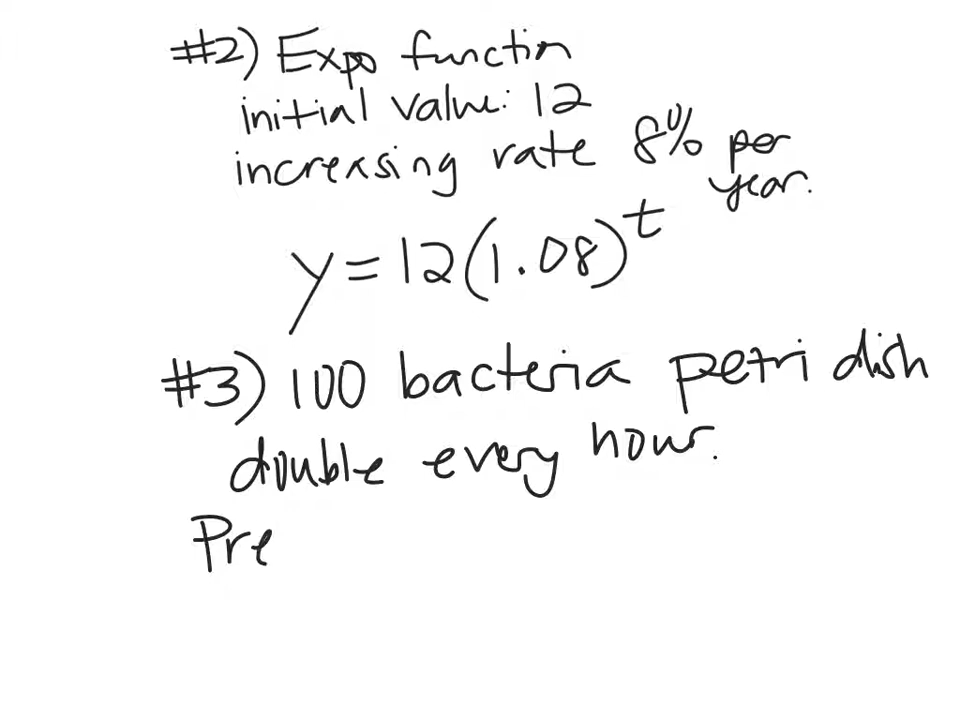 #2) Expo functin
initial value: 12
increasing rate 8% per
year.
y = 12(1.08)^t
#3) 100 bacteria petri dish
double every hour.
Pre